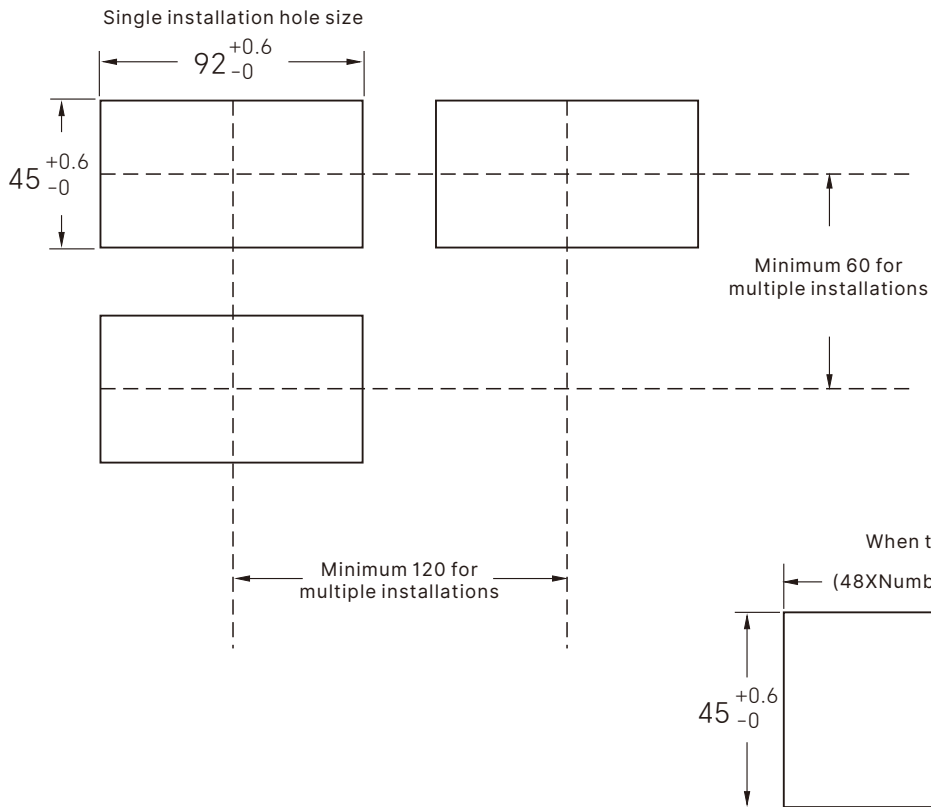 Single installation hole size
92 +0.6 -0
45 +0.6 -0
Minimum 60 for
multiple installations
Minimum 120 for
multiple installations
When t
(48XNumb
45 +0.6 -0